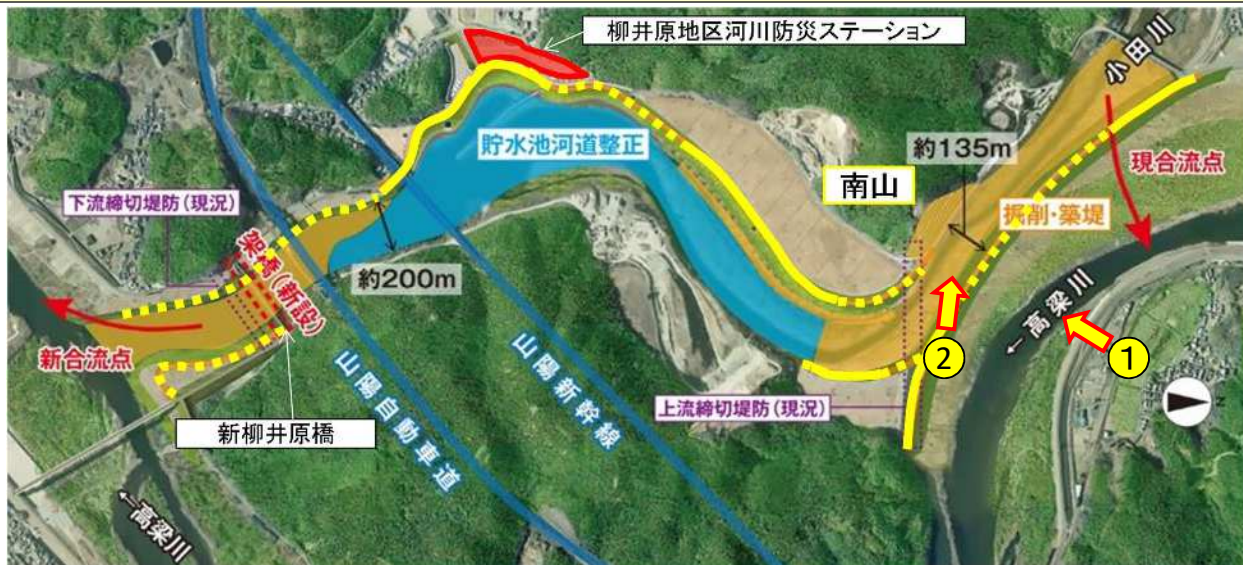 柳井原地区河川防災ステーション
小田川
貯水池河道整正
約135m
現合流点
南山
掘削・築堤
下流締切堤防(現況)
架橋(新設)
約200m
←高梁川
①
②
新合流点
山陽新幹線
山陽自動車道
上流締切堤防(現況)
N
新柳井原橋
←高梁川